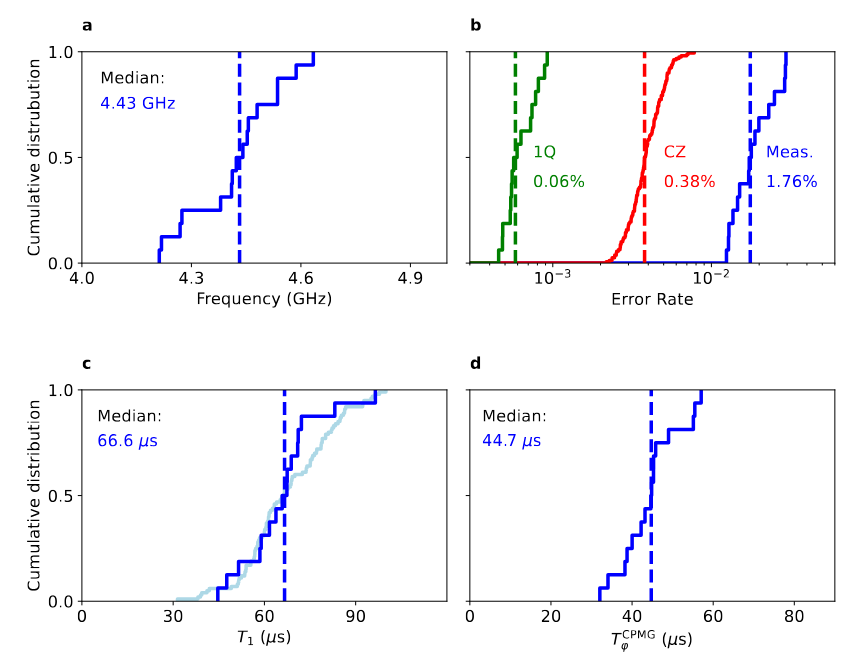 a
Cumulative distrubution
1.0
0.5
0.0
Median:
4.43 GHz
4.0 4.3 4.6 4.9
Frequency (GHz)
b
1Q
0.06%
CZ
0.38%
Meas.
1.76%
10⁻³ 10⁻²
Error Rate
c
Cumulative distribution
1.0
0.5
0.0
Median:
66.6 μs
0 30 60 90
T₁ (μs)
d
Median:
44.7 μs
0 20 40 60 80
T_φ^CPMG (μs)